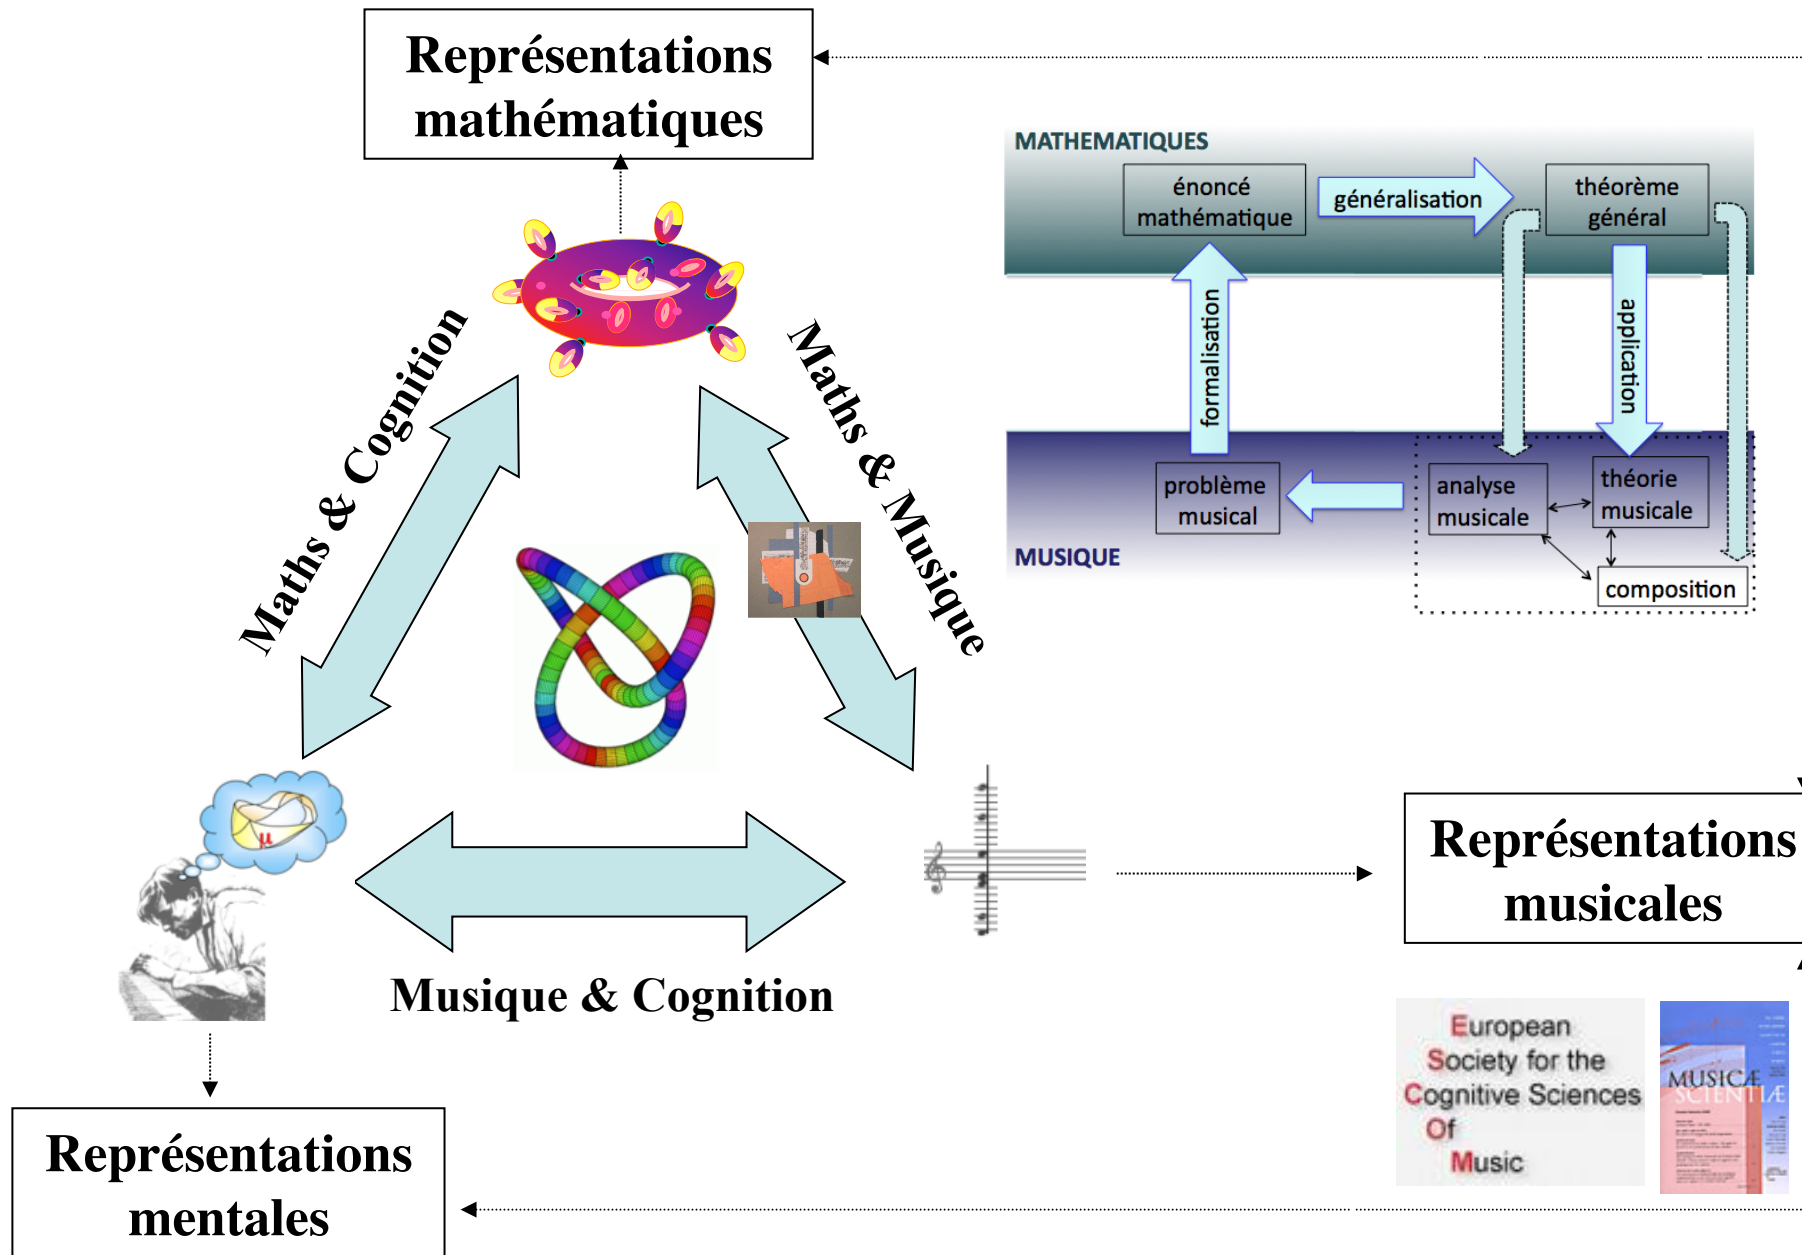 Représentations
mathématiques
MATHEMATIQUES
énoncé
mathématique
généralisation
théorème
général
formalisation
application
problème
musical
analyse
musicale
théorie
musicale
composition
MUSIQUE
Maths & Cognition
Maths & Musique
μ
Musique & Cognition
Représentations
musicales
European
Society for the
Cognitive Sciences
Of
Music
MUSICÆ
SCIENTIÆ
Représentations
mentales